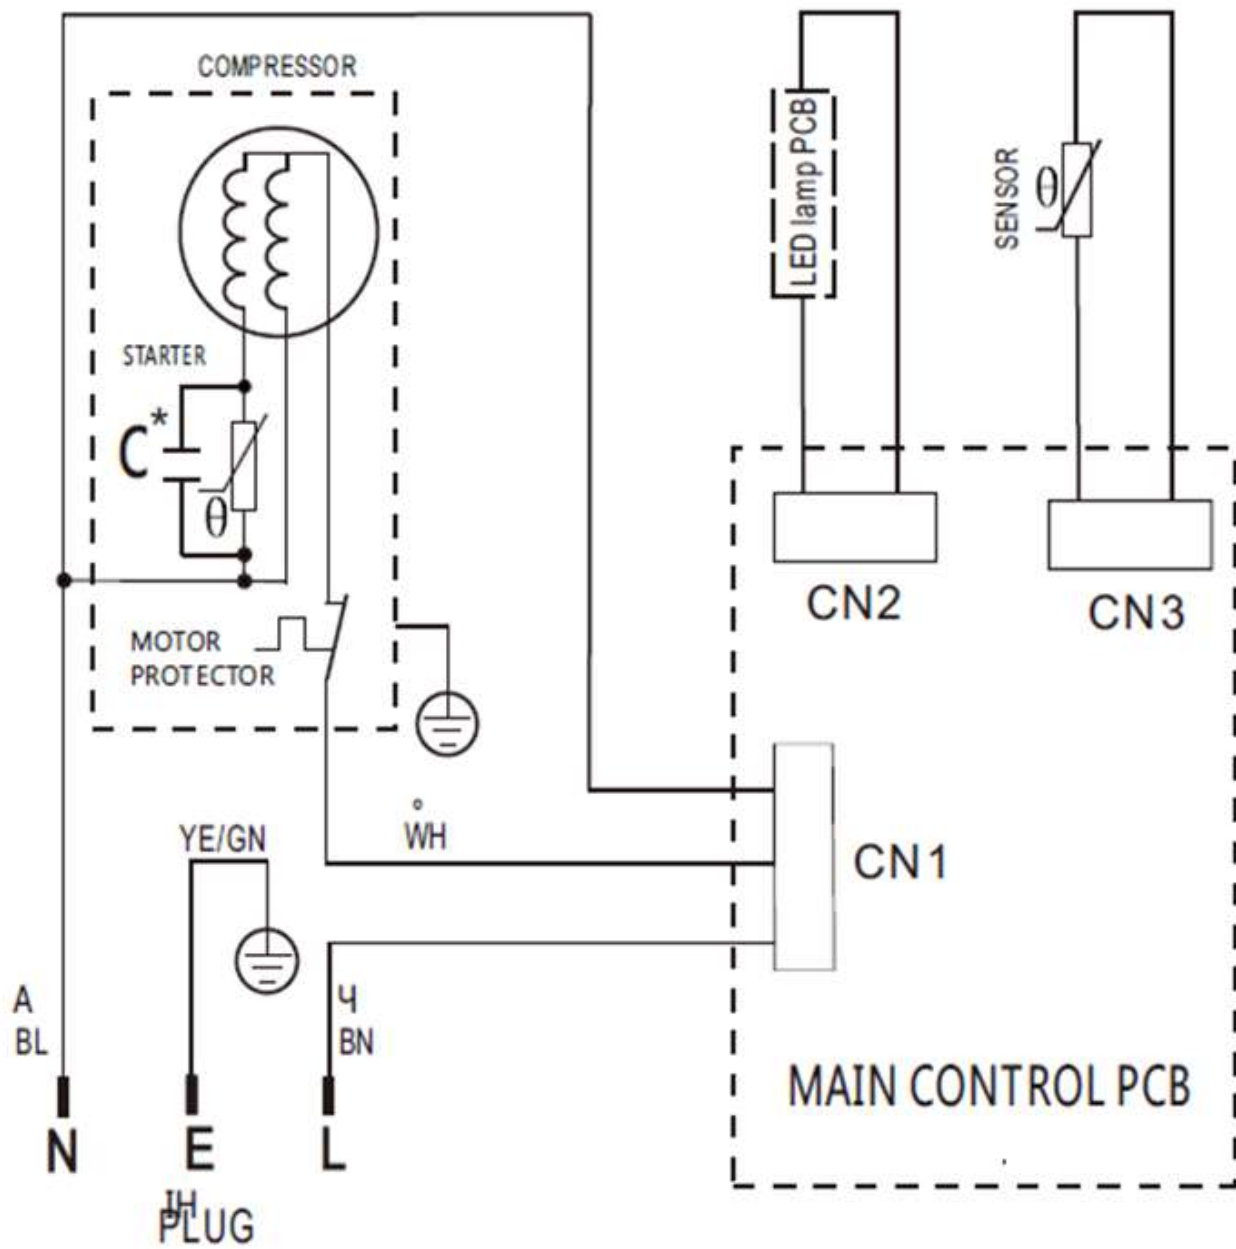 COMPRESSOR
LED lamp PCB
SENSOR
θ
STARTER
C*
θ
CN2
CN3
MOTOR
PROTECTOR
WH
YE/GN
CN1
A
BL
Ч
BN
MAIN CONTROL PCB
N
E
L
PLUG